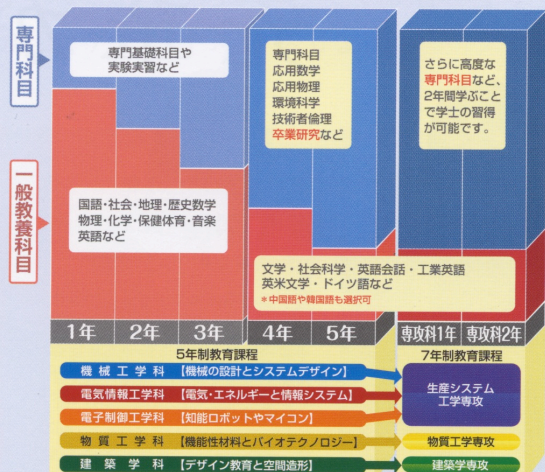 専門科目
専門基礎科目や
実験実習など
専門科目
応用数学
応用物理
環境科学
技術者倫理
卒業研究など
さらに高度な
専門科目など、
2年間学ぶこと
で学士の習得
が可能です。
一般教養科目
国語・社会・地理・歴史数学
物理・化学・保健体育・音楽
英語など
文学・社会科学・英語会話・工業英語
英米文学・ドイツ語など
*中国語や韓国語も選択可
1年 2年 3年 4年 5年 専攻科1年 専攻科2年
5年制教育課程 7年制教育課程
機械工学科 【機械の設計とシステムデザイン】
電気情報工学科 【電気・エネルギーと情報システム】
電子制御工学科 【知能ロボットやマイコン】
生産システム
工学専攻
物質工学科 【機能性材料とバイオテクノロジー】 物質工学専攻
建築学科 【デザイン教育と空間造形】 建築学専攻